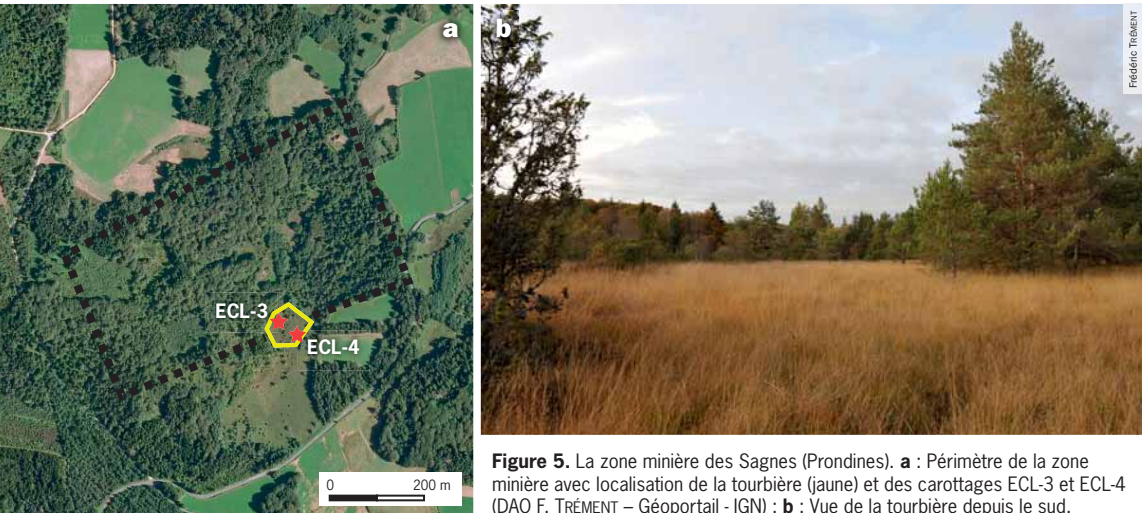 a
b
Frédéric TRÉMENT
ECL-3
ECL-4
0 200 m
Figure 5. La zone minière des Sagnes (Prondines). a : Périmètre de la zone
minière avec localisation de la tourbière (jaune) et des carottages ECL-3 et ECL-4
(DAO F. TRÉMENT – Géoportail - IGN) ; b : Vue de la tourbière depuis le sud.